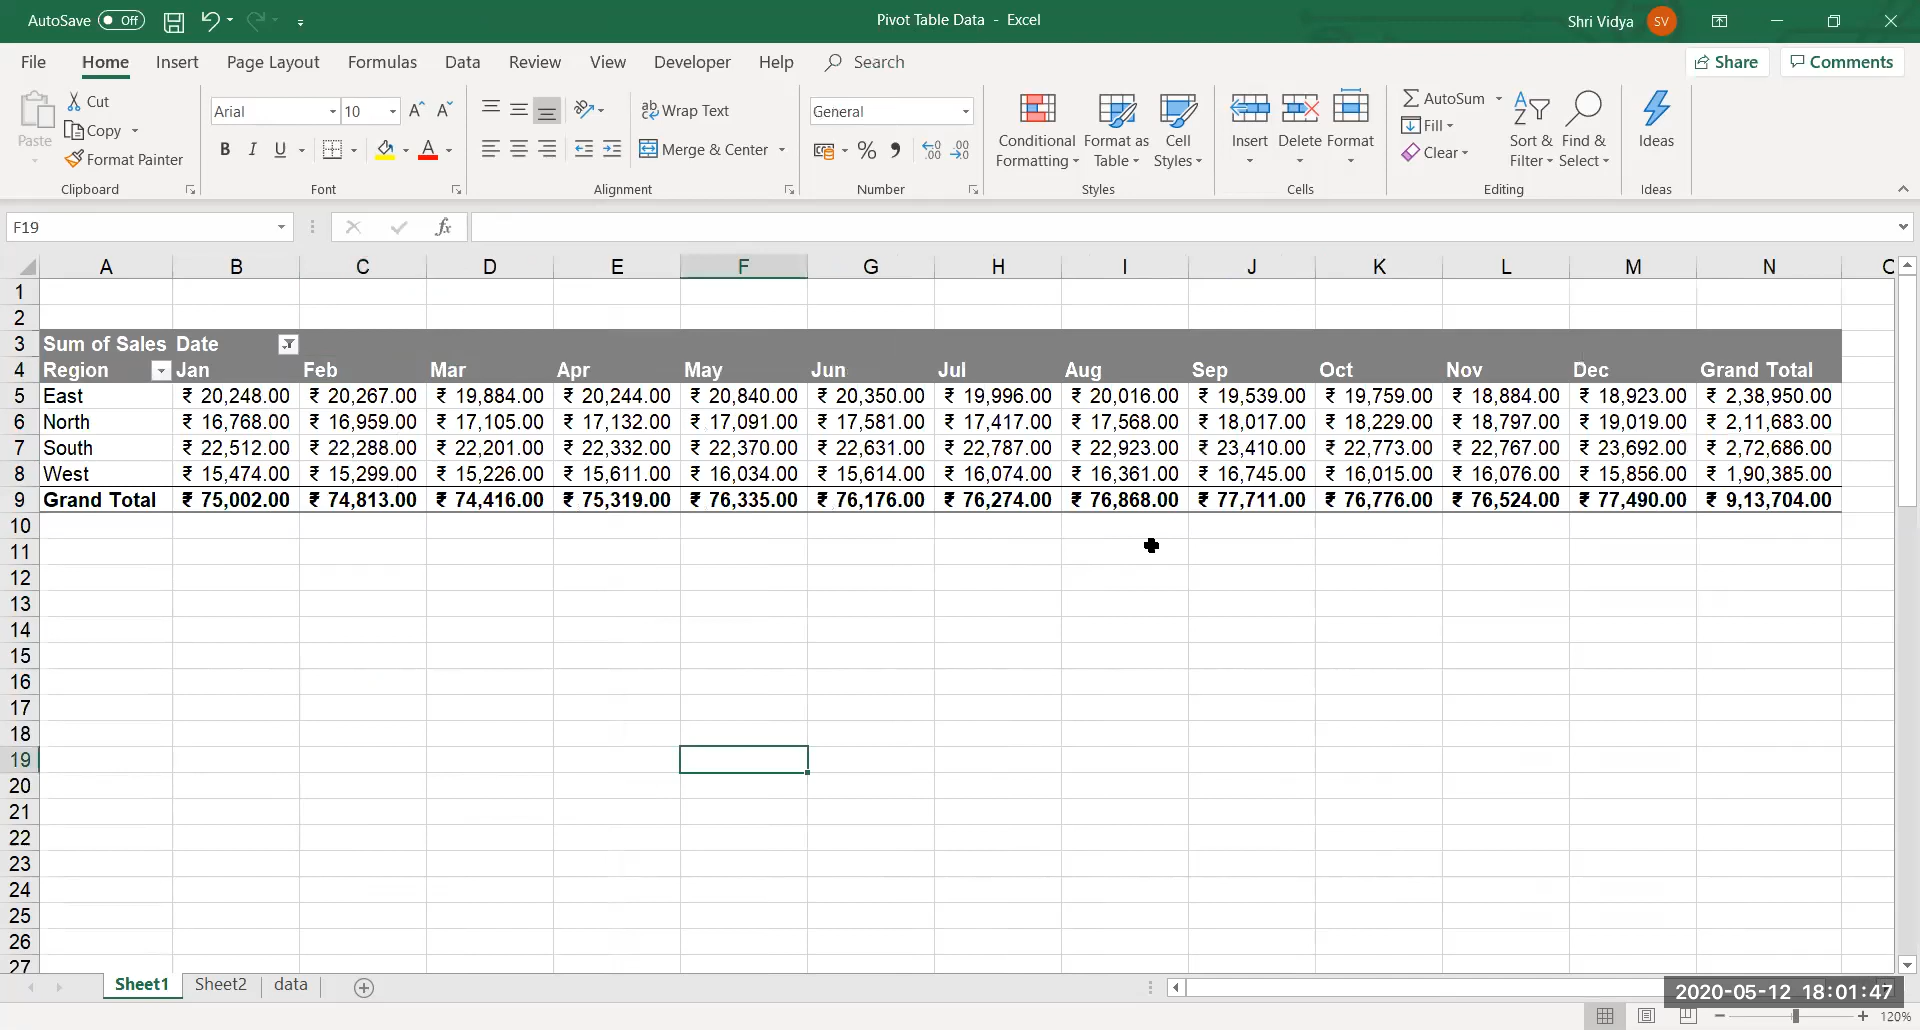 AutoSave Off
Pivot Table Data - Excel
Shri Vidya SV
File Home Insert Page Layout Formulas Data Review View Developer Help Search Share Comments
Paste
Cut
Copy
Format Painter
Clipboard
Arial 10
B I U
A
Font
ab Wrap Text
Merge & Center
Alignment
General
% .00 .00
Number
Conditional Formatting
Format as Table
Cell Styles
Styles
Insert Delete Format
Cells
AutoSum
Fill
Clear
Sort & Filter
Find & Select
Editing
Ideas
Ideas
F19 fx
A B C D E F G H I J K L M N
1
2
3 Sum of Sales Date
4 Region Jan Feb Mar Apr May Jun Jul Aug Sep Oct Nov Dec Grand Total
5 East ₹ 20,248.00 ₹ 20,267.00 ₹ 19,884.00 ₹ 20,244.00 ₹ 20,840.00 ₹ 20,350.00 ₹ 19,996.00 ₹ 20,016.00 ₹ 19,539.00 ₹ 19,759.00 ₹ 18,884.00 ₹ 18,923.00 ₹ 2,38,950.00
6 North ₹ 16,768.00 ₹ 16,959.00 ₹ 17,105.00 ₹ 17,132.00 ₹ 17,091.00 ₹ 17,581.00 ₹ 17,417.00 ₹ 17,568.00 ₹ 18,017.00 ₹ 18,229.00 ₹ 18,797.00 ₹ 19,019.00 ₹ 2,11,683.00
7 South ₹ 22,512.00 ₹ 22,288.00 ₹ 22,201.00 ₹ 22,332.00 ₹ 22,370.00 ₹ 22,631.00 ₹ 22,787.00 ₹ 22,923.00 ₹ 23,410.00 ₹ 22,773.00 ₹ 22,767.00 ₹ 23,692.00 ₹ 2,72,686.00
8 West ₹ 15,474.00 ₹ 15,299.00 ₹ 15,226.00 ₹ 15,611.00 ₹ 16,034.00 ₹ 15,614.00 ₹ 16,074.00 ₹ 16,361.00 ₹ 16,745.00 ₹ 16,015.00 ₹ 16,076.00 ₹ 15,856.00 ₹ 1,90,385.00
9 Grand Total ₹ 75,002.00 ₹ 74,813.00 ₹ 74,416.00 ₹ 75,319.00 ₹ 76,335.00 ₹ 76,176.00 ₹ 76,274.00 ₹ 76,868.00 ₹ 77,711.00 ₹ 76,776.00 ₹ 76,524.00 ₹ 77,490.00 ₹ 9,13,704.00
10
11
12
13
14
15
16
17
18
19
20
21
22
23
24
25
26
27
Sheet1 Sheet2 data
2020-05-12 18:01:47
120%